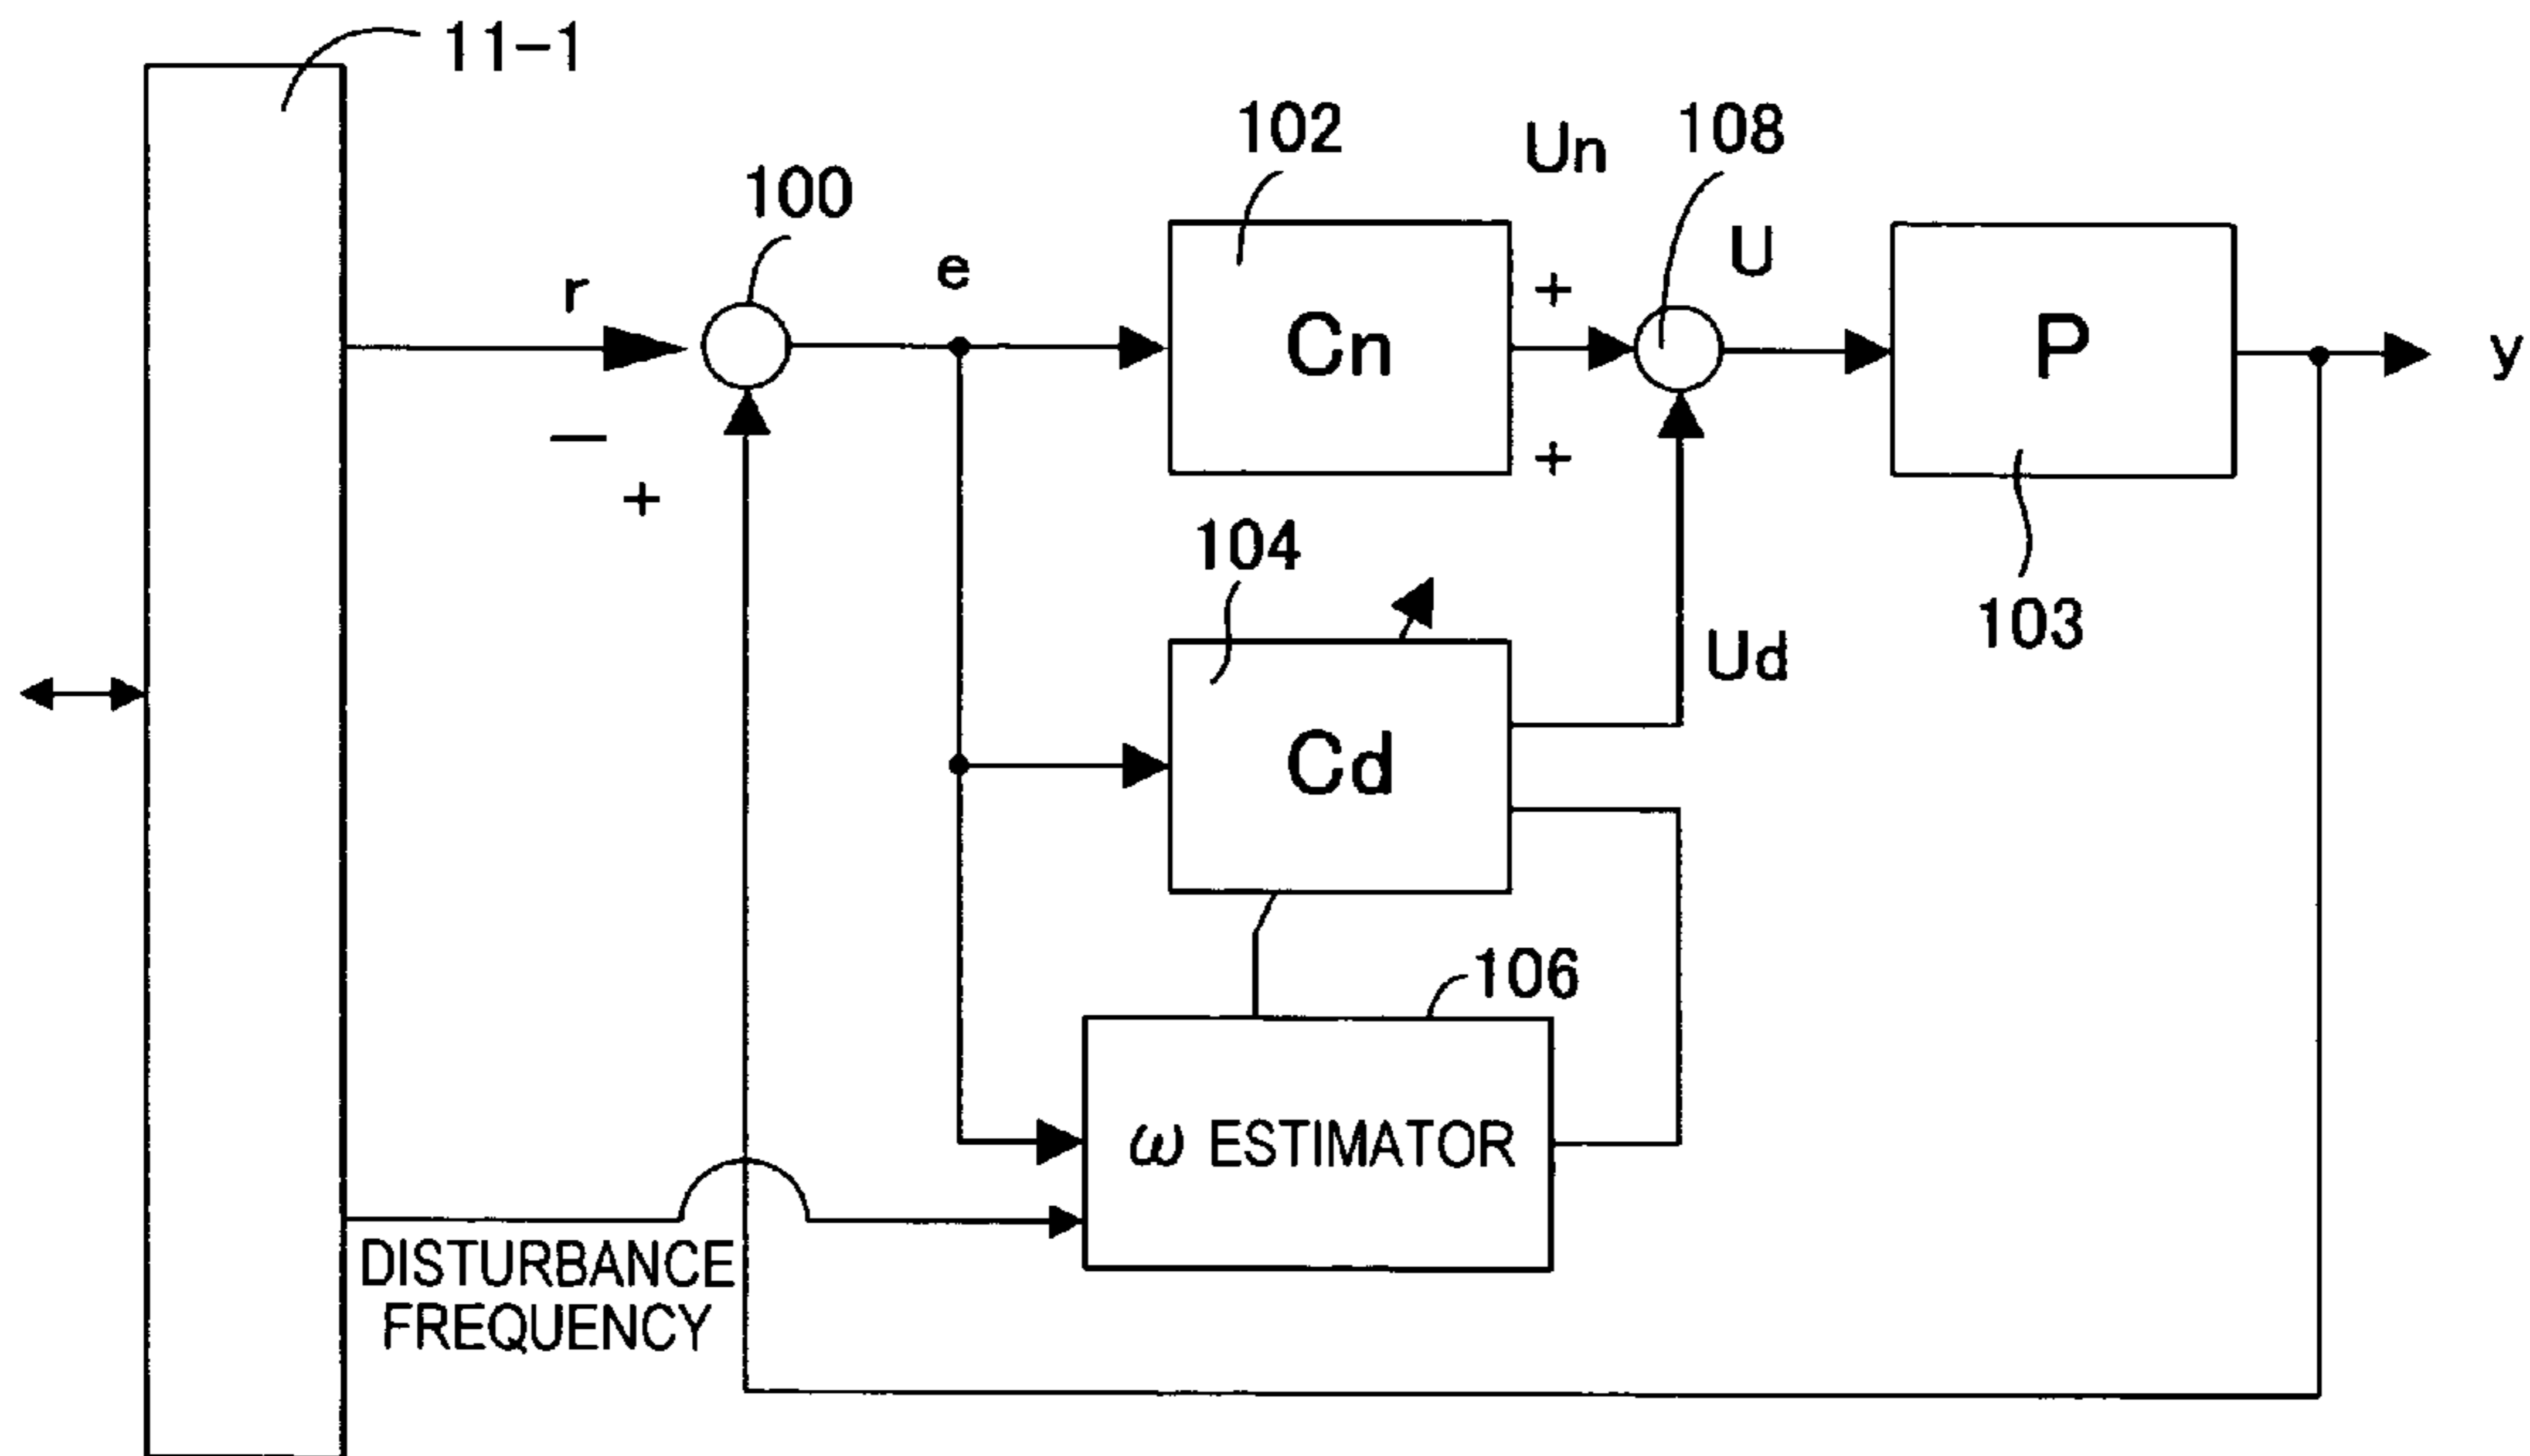 11-1
102
Un
108
100
r
e
+
U
Cn
P
y
−
+
+
104
103
Ud
Cd
106
ω ESTIMATOR
DISTURBANCE
FREQUENCY